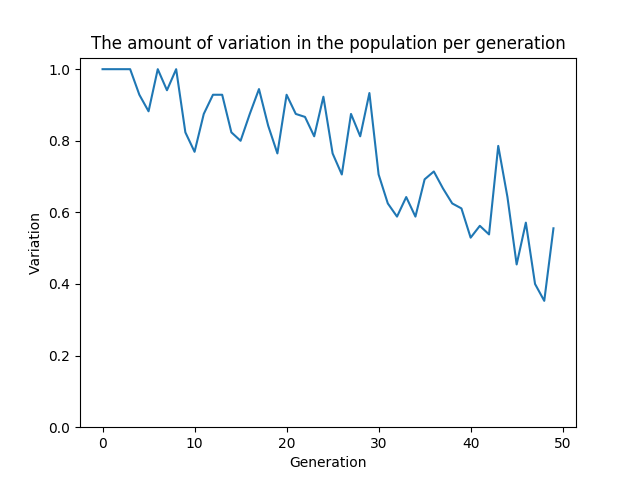 The amount of variation in the population per generation
1.0
0.8
0.6
0.4
0.2
0.0
Variation
0 10 20 30 40 50
Generation